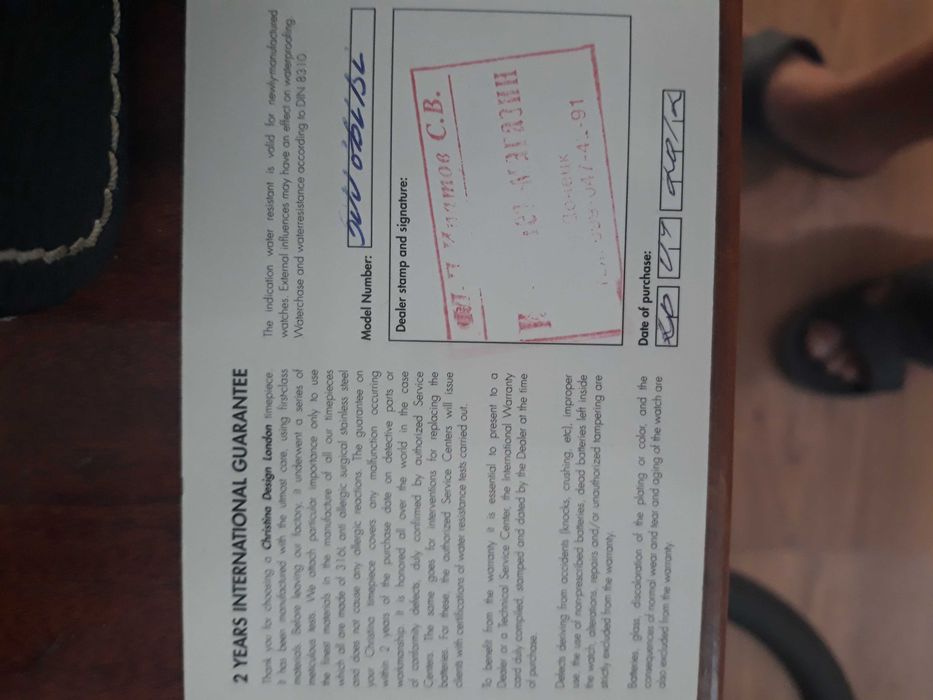 2 YEARS INTERNATIONAL GUARANTEE
Thank you for choosing a Christina Design London timepiece.
It has been manufactured with the utmost care, using first-class
materials. Before leaving our factory, it underwent a series of
meticulous tests. We attach particular importance only to use
the finest materials in the manufacture of all our timepieces
which all are made of 316L anti allergic surgical stainless steel
and does not cause any allergic reactions. The guarantee on
your Christina timepiece covers any malfunction occurring
within 2 years of the purchase date on detective parts or
workmanship. It is honored all over the world in the case
of conformity defects, duly confirmed by authorized Service
Centers. The same goes for interventions for replacing the
batteries. For these, the authorized Service Centers will issue
clients with certifications of water resistance tests carried out.
To benefit from the warranty it is essential to present to a
Dealer or a Technical Service Center, the International Warranty
card duly completed, stamped and dated by the Dealer at the time
of purchase.
Defects deriving from accidents (knocks, crushing, etc), improper
use, the use of non-prescribed batteries, dead batteries left inside
the watch, alterations, repairs and/or unauthorized tampering are
strictly excluded from the warranty.
Batteries, glass, discoloration of the plating or color, and the
consequences of normal wear and tear and aging of the watch are
also excluded from the warranty.
The indication water resistant is valid for newly-manufactured
watches. External influences may have an effect on waterproofing.
Waterchase and waterresistance according to DIN 8310.
Model Number:
Dealer stamp and signature:
С.В.
Date of purchase: